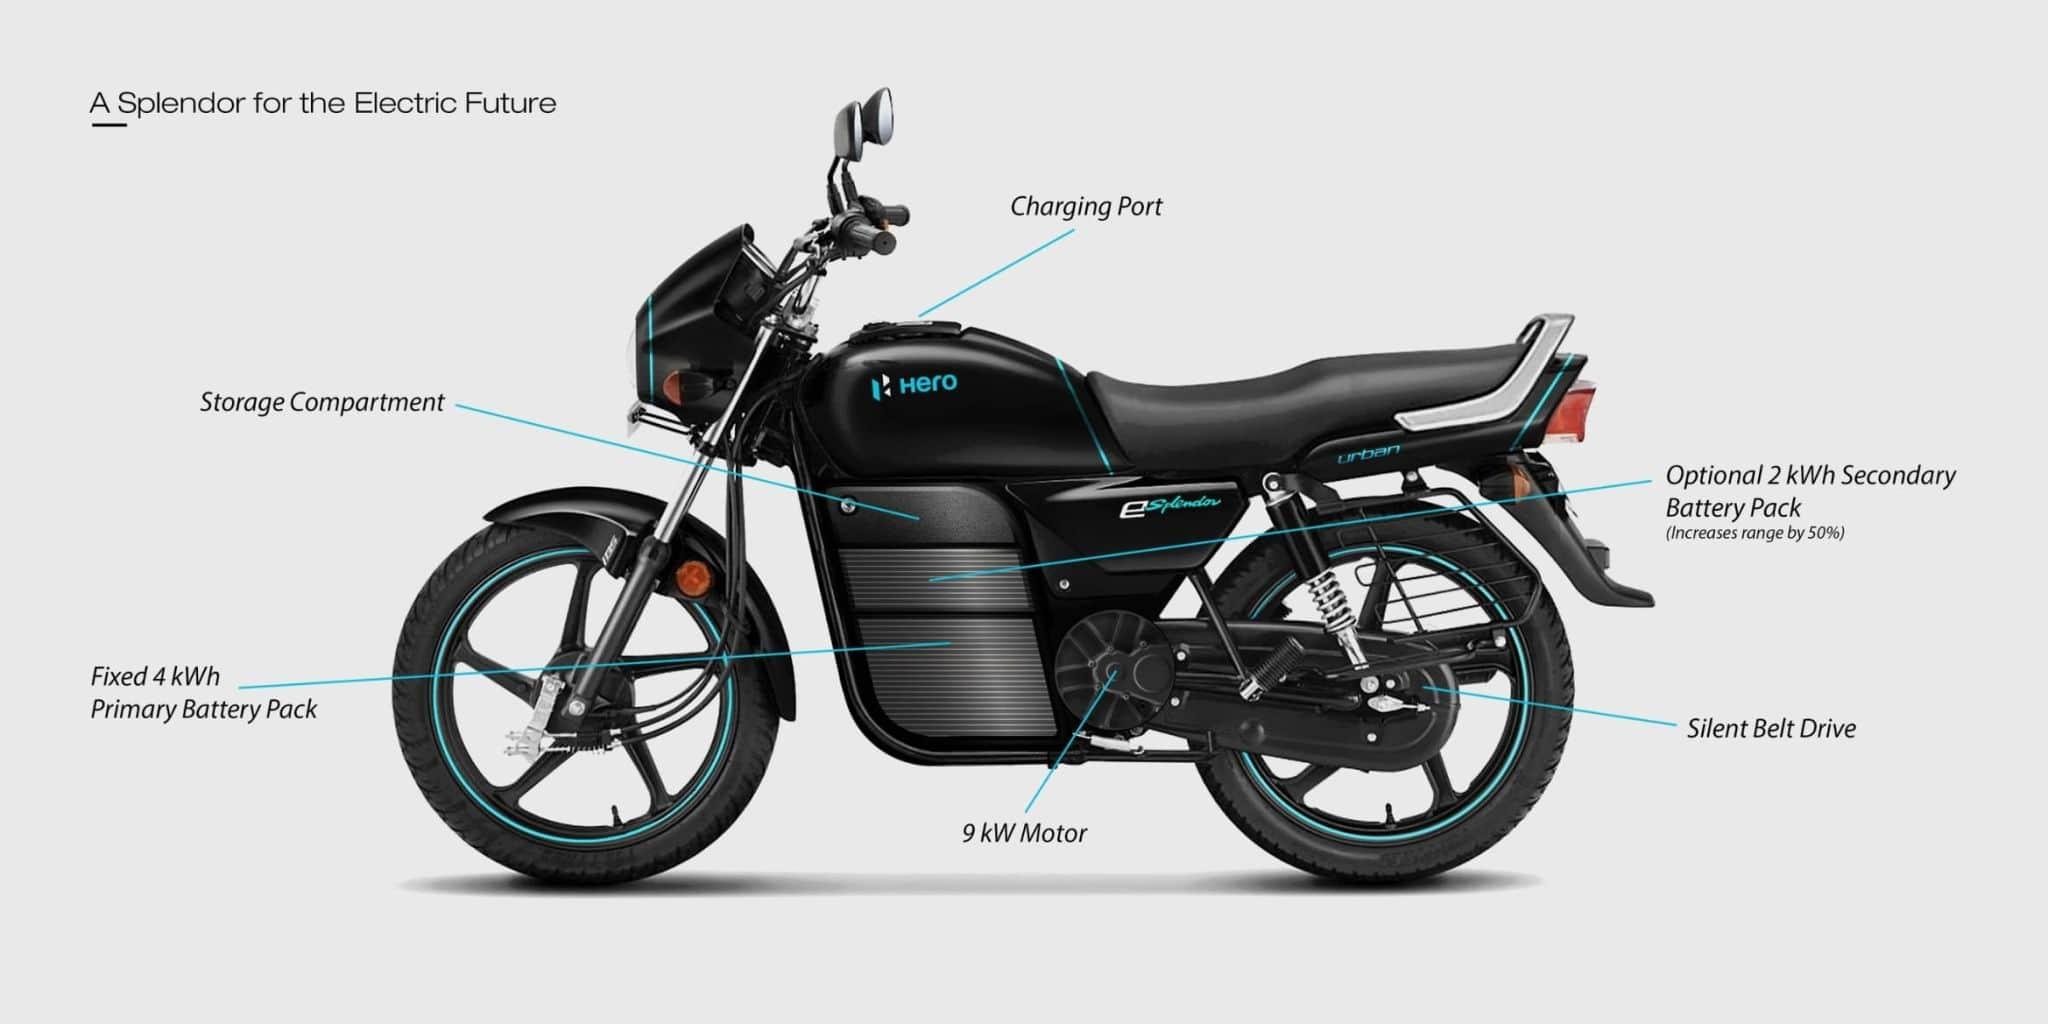 A Splendor for the Electric Future
Charging Port
Hero
Storage Compartment
urban
Optional 2 kWh Secondary
Battery Pack
(Increases range by 50%)
e Splendor
Fixed 4 kWh
Primary Battery Pack
Silent Belt Drive
9 kW Motor